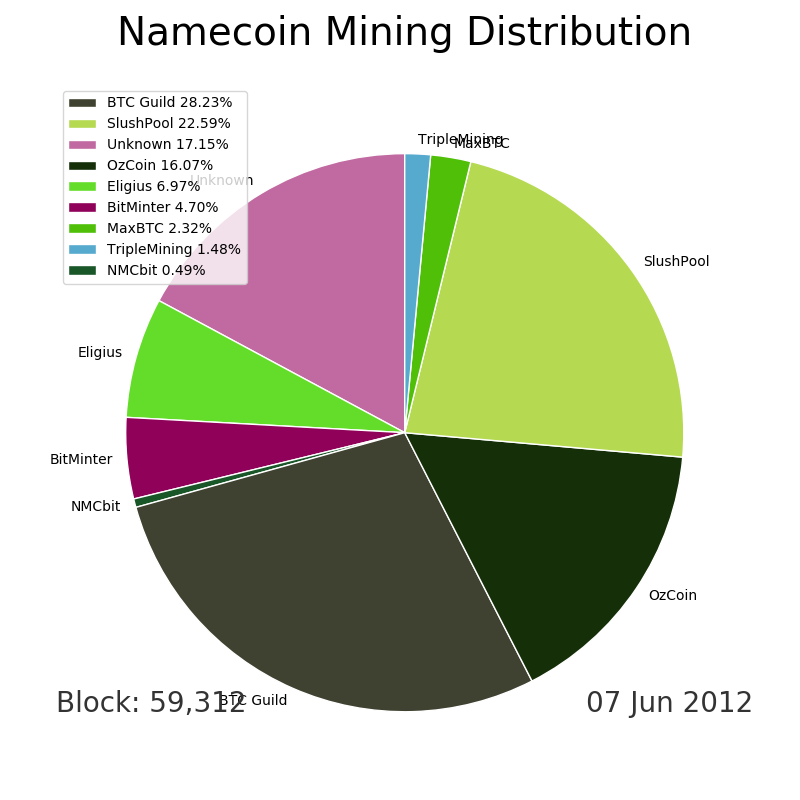 Namecoin Mining Distribution
BTC Guild 28.23%
SlushPool 22.59%
Unknown 17.15%
OzCoin 16.07%
Eligius 6.97%
BitMinter 4.70%
MaxBTC 2.32%
TripleMining 1.48%
NMCbit 0.49%
TripleMining
MaxBTC
Unknown
SlushPool
Eligius
BitMinter
NMCbit
OzCoin
BTC Guild
Block: 59,312
07 Jun 2012